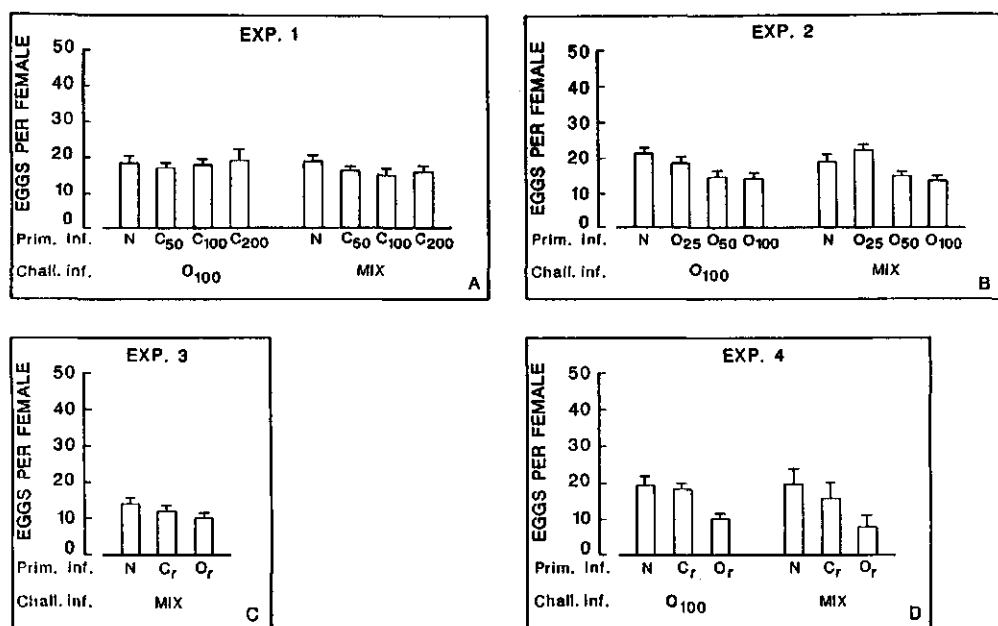 EXP. 1
EGGS PER FEMALE
50
40
30
20
10
0
Prim. Inf. N C50 C100 C200 N C50 C100 C200
Chall. inf. O100 MIX
A
EXP. 2
EGGS PER FEMALE
50
40
30
20
10
0
Prim. Inf. N O25 O50 O100 N O25 O50 O100
Chall. inf. O100 MIX
B
EXP. 3
EGGS PER FEMALE
50
40
30
20
10
0
Prim. Inf. N Cr Or
Chall. inf. MIX
C
EXP. 4
EGGS PER FEMALE
50
40
30
20
10
0
Prim. Inf. N Cr Or N Cr Or
Chall. inf. O100 MIX
D